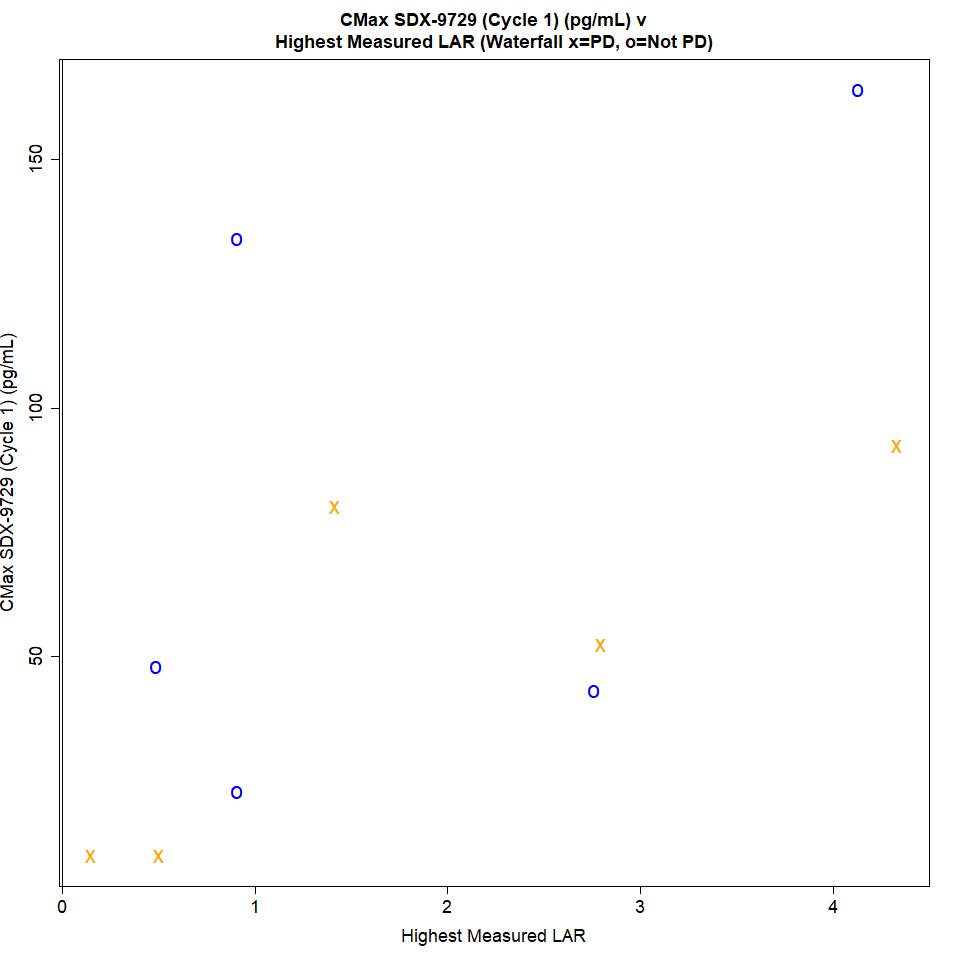 CMax SDX-9729 (Cycle 1) (pg/mL) v
Highest Measured LAR (Waterfall x=PD, o=Not PD)
CMax SDX-9729 (Cycle 1) (pg/mL)
150
100
50
O
O
X
X
X
O
O
O
X
X
0 1 2 3 4
Highest Measured LAR